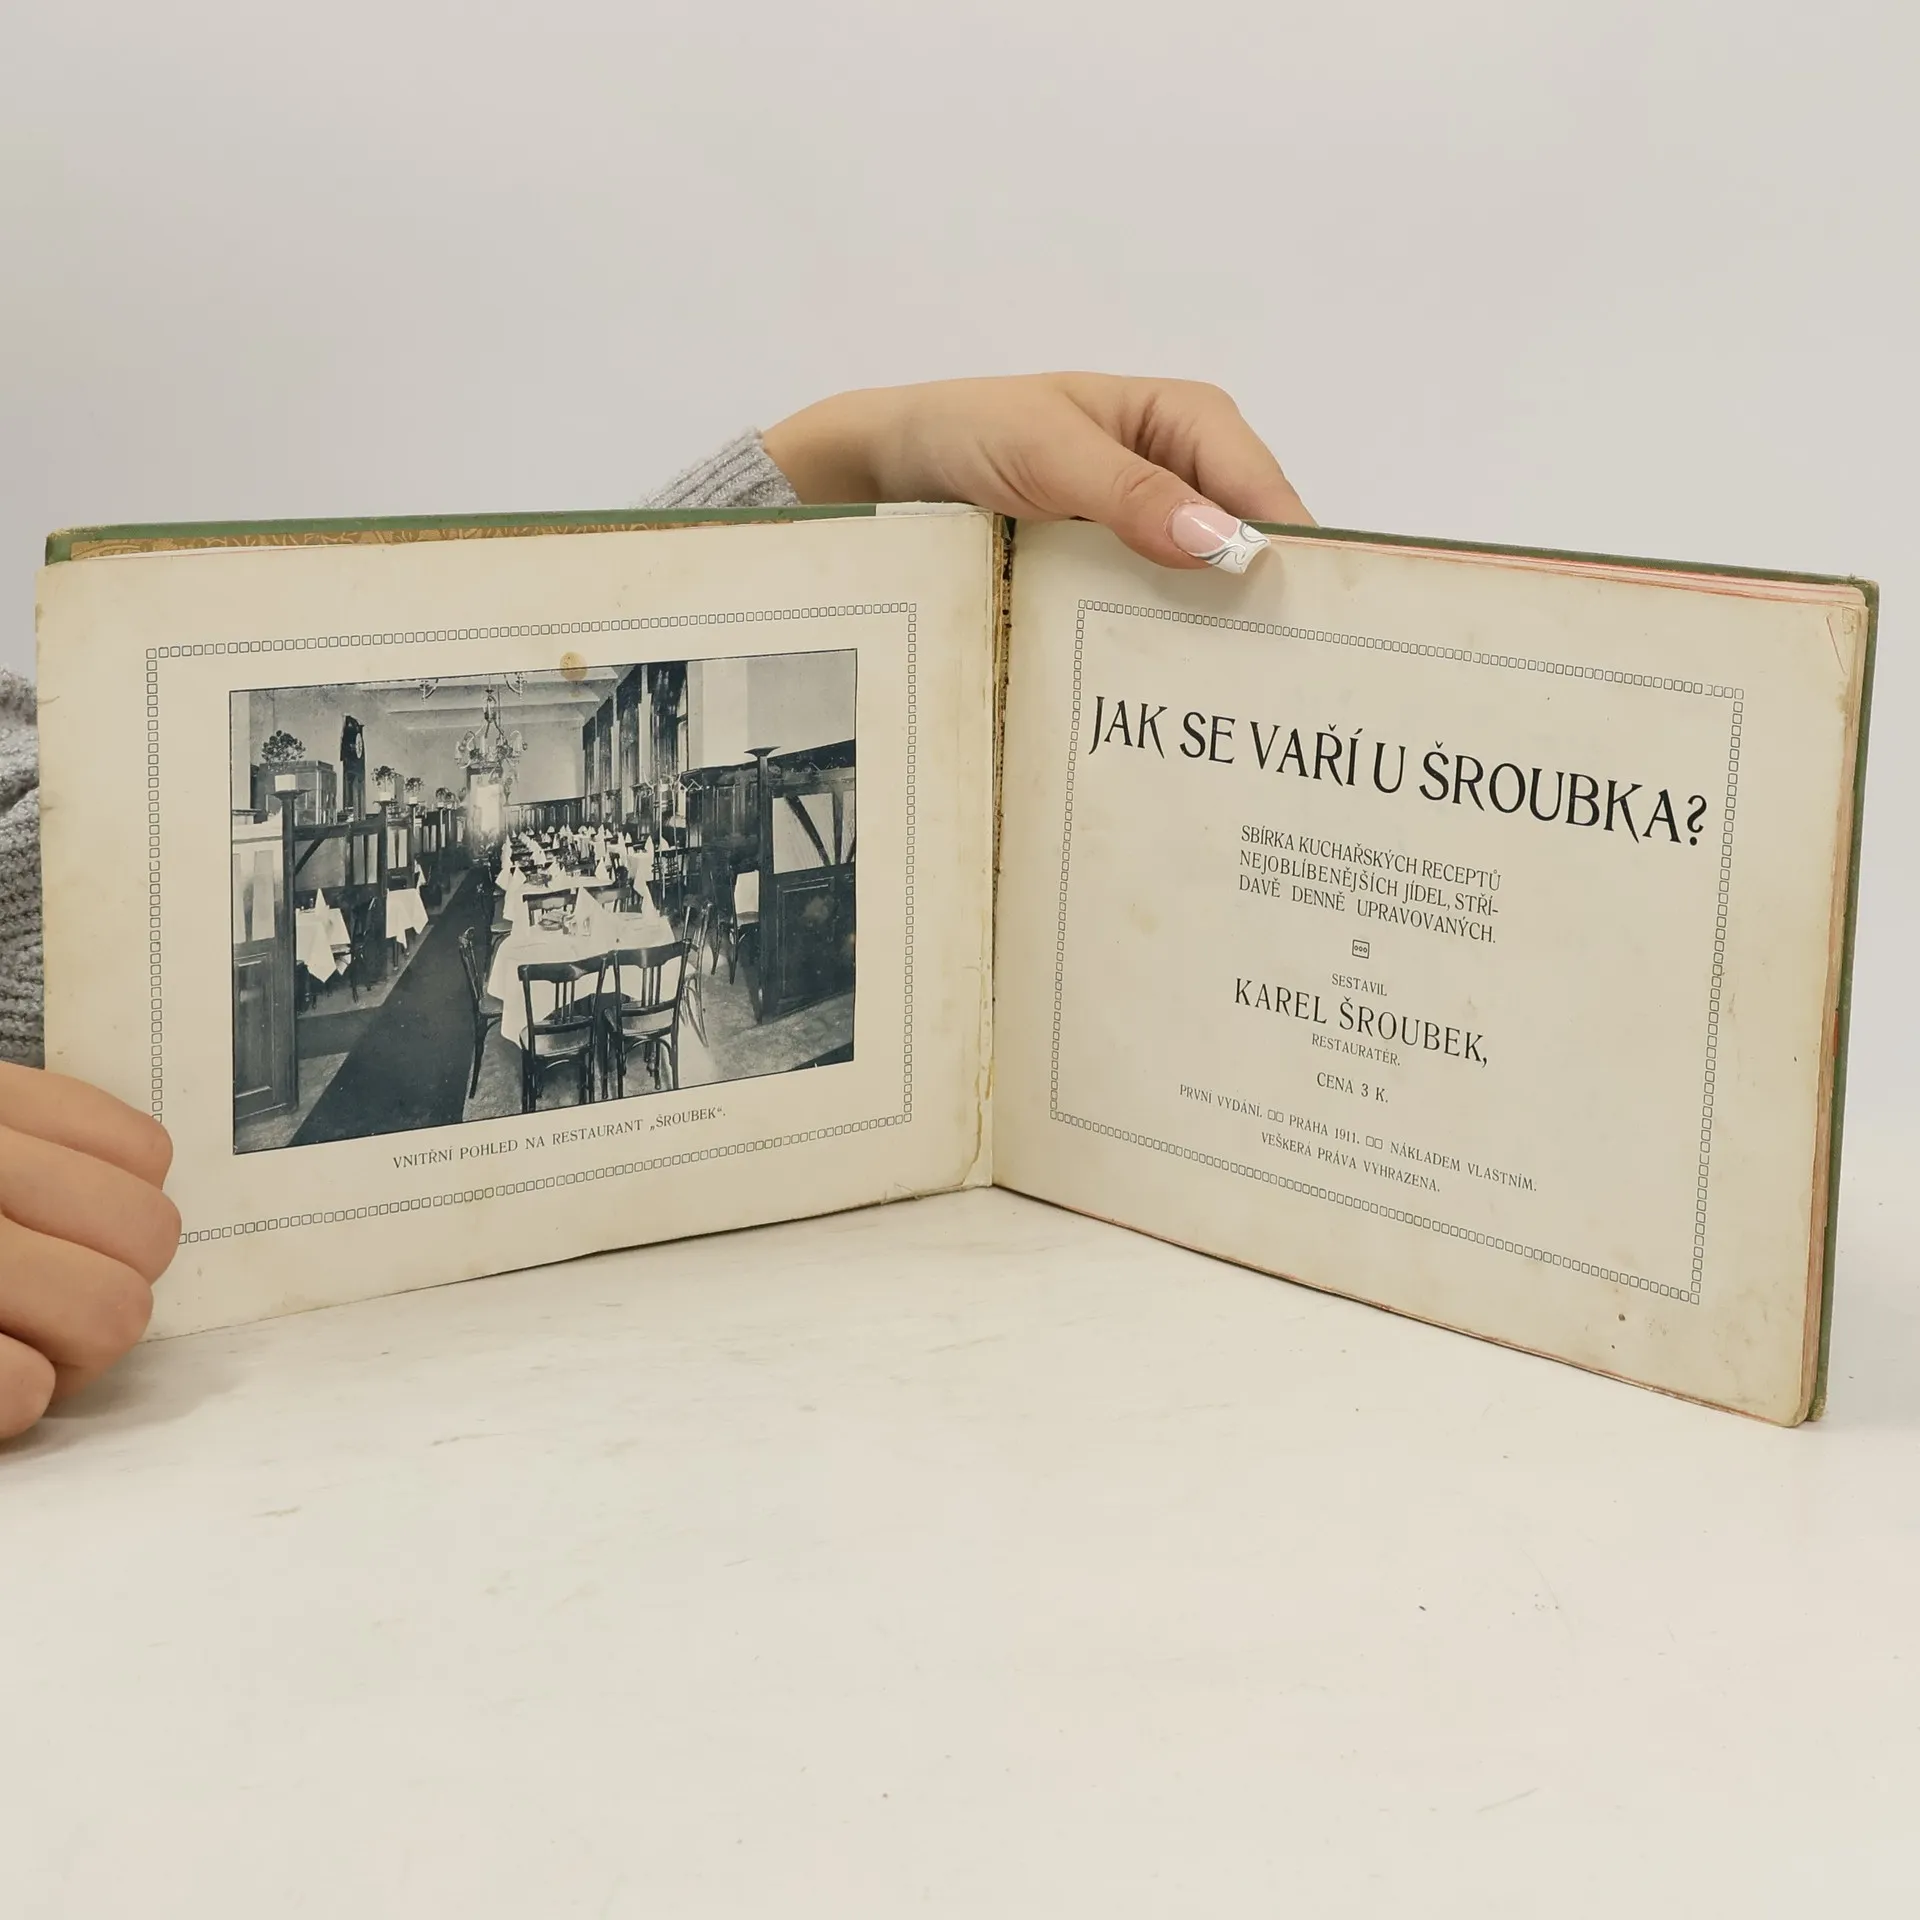 VNITŘNÍ POHLED NA RESTAURANT „ŠROUBEK“.
JAK SE VAŘÍ U ŠROUBKA?
SBÍRKA KUCHAŘSKÝCH RECEPTŮ
NEJOBLÍBENĚJŠÍCH JÍDEL, STŘÍ-
DAVĚ DENNĚ UPRAVOVANÝCH.
SESTAVIL
KAREL ŠROUBEK,
RESTAURATÉR.
CENA 3 K.
PRVNÍ VYDÁNÍ. □□ PRAHA 1911. □□ NÁKLADEM VLASTNÍM.
VEŠKERÁ PRÁVA VYHRAZENA.